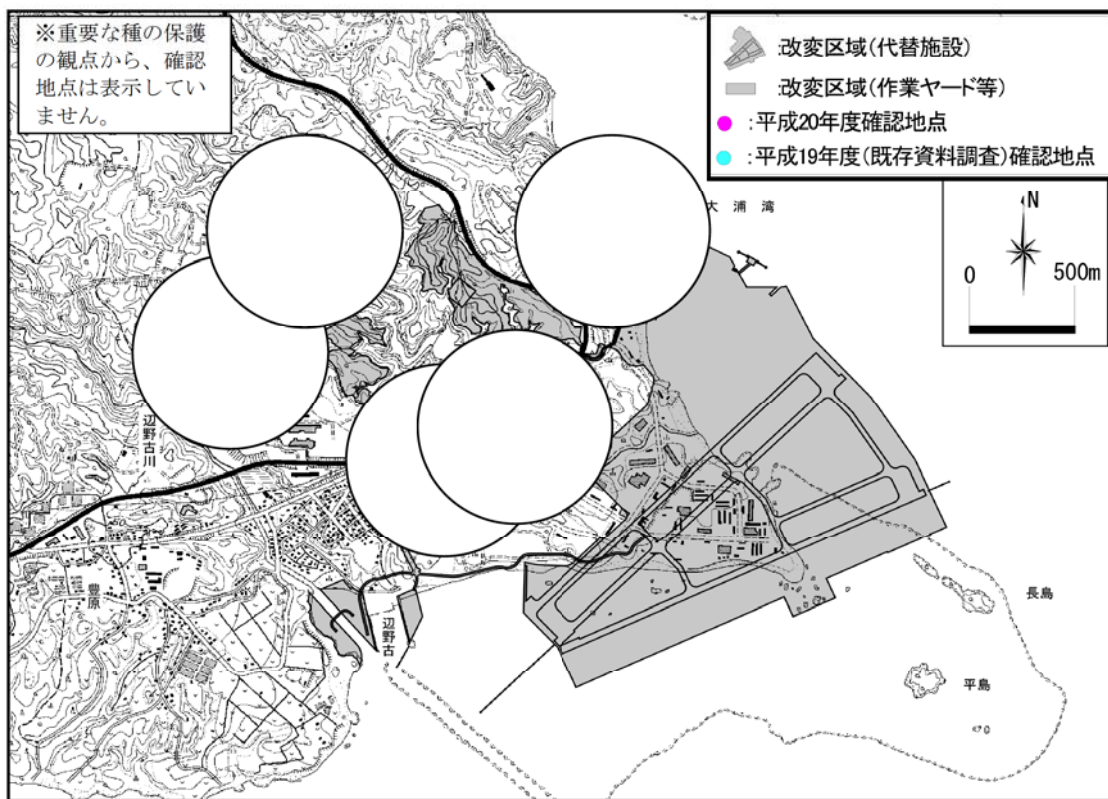 ※重要な種の保護
の観点から、確認
地点は表示してい
ません。
:改変区域(代替施設)
:改変区域(作業ヤード等)
:平成20年度確認地点
:平成19年度(既存資料調査)確認地点
大浦湾
N
0 500m
辺野古川
豊原
辺野古
長島
平島